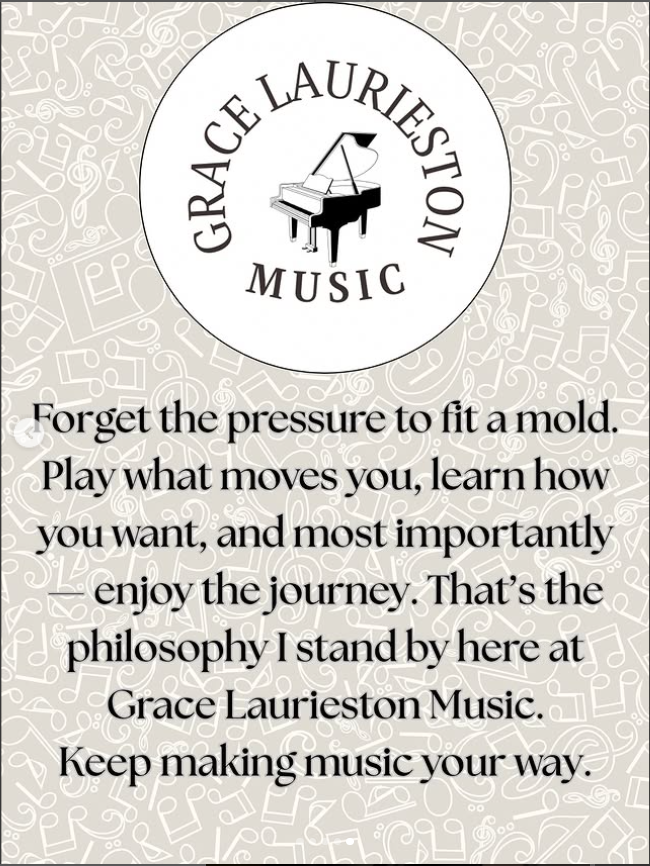 GRACE LAURIESTON
MUSIC
Forget the pressure to fit a mold.
Play what moves you, learn how
you want, and most importantly
— enjoy the journey. That's the
philosophy I stand by here at
Grace Laurieston Music.
Keep making music your way.